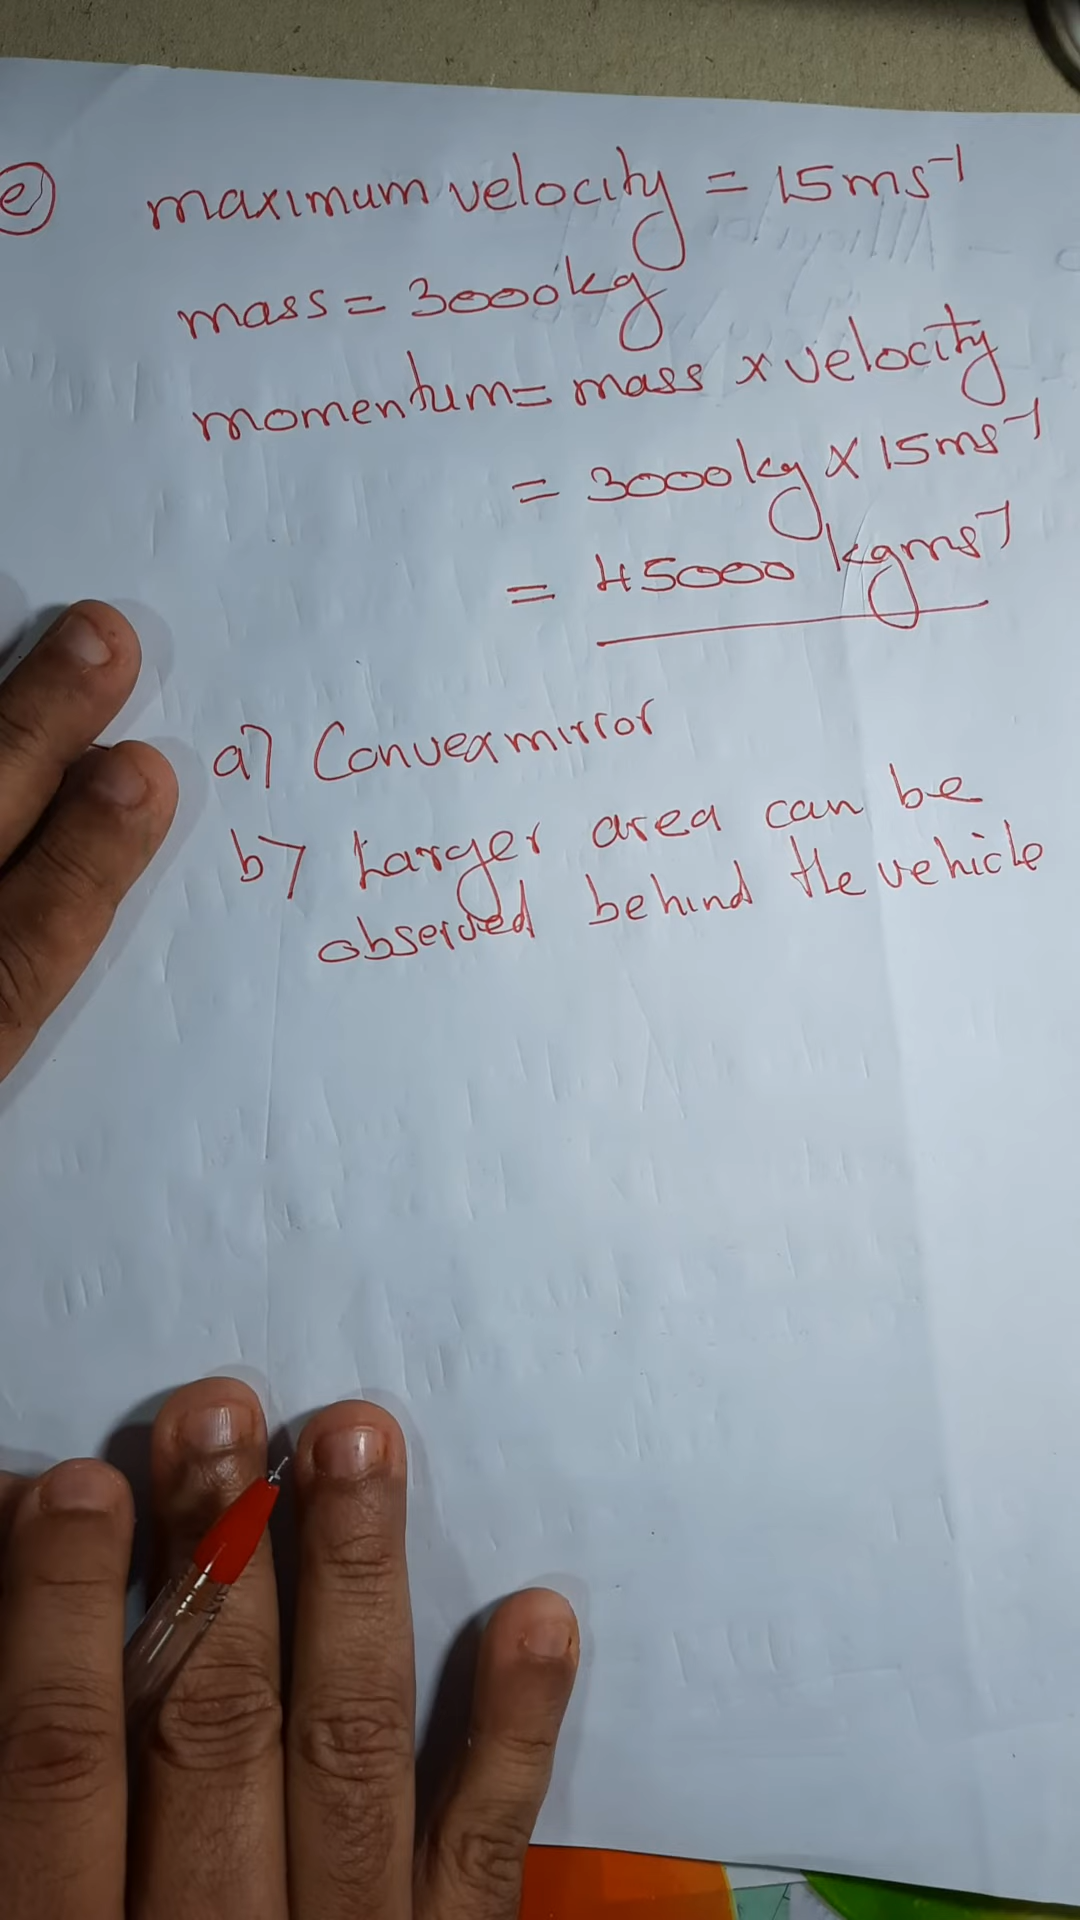 e
maximum velocity = 15ms⁻¹
mass = 3000kg
momentum = mass x velocity
= 3000kg x 15ms⁻¹
= 45000 kgms⁻¹
a) Convex mirror
b) Larger area can be
observed behind the vehicle